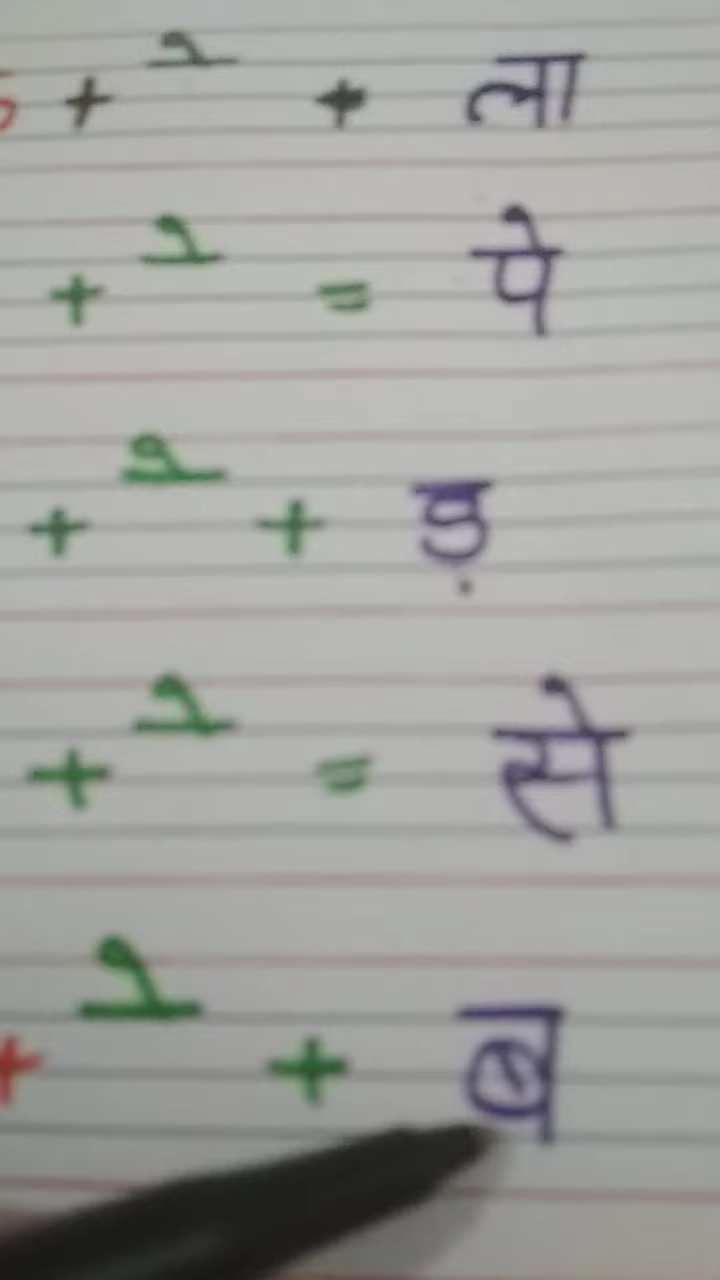 + े + ला
+ े = पे
+ े + ड़
+ े = से
+ े + ब